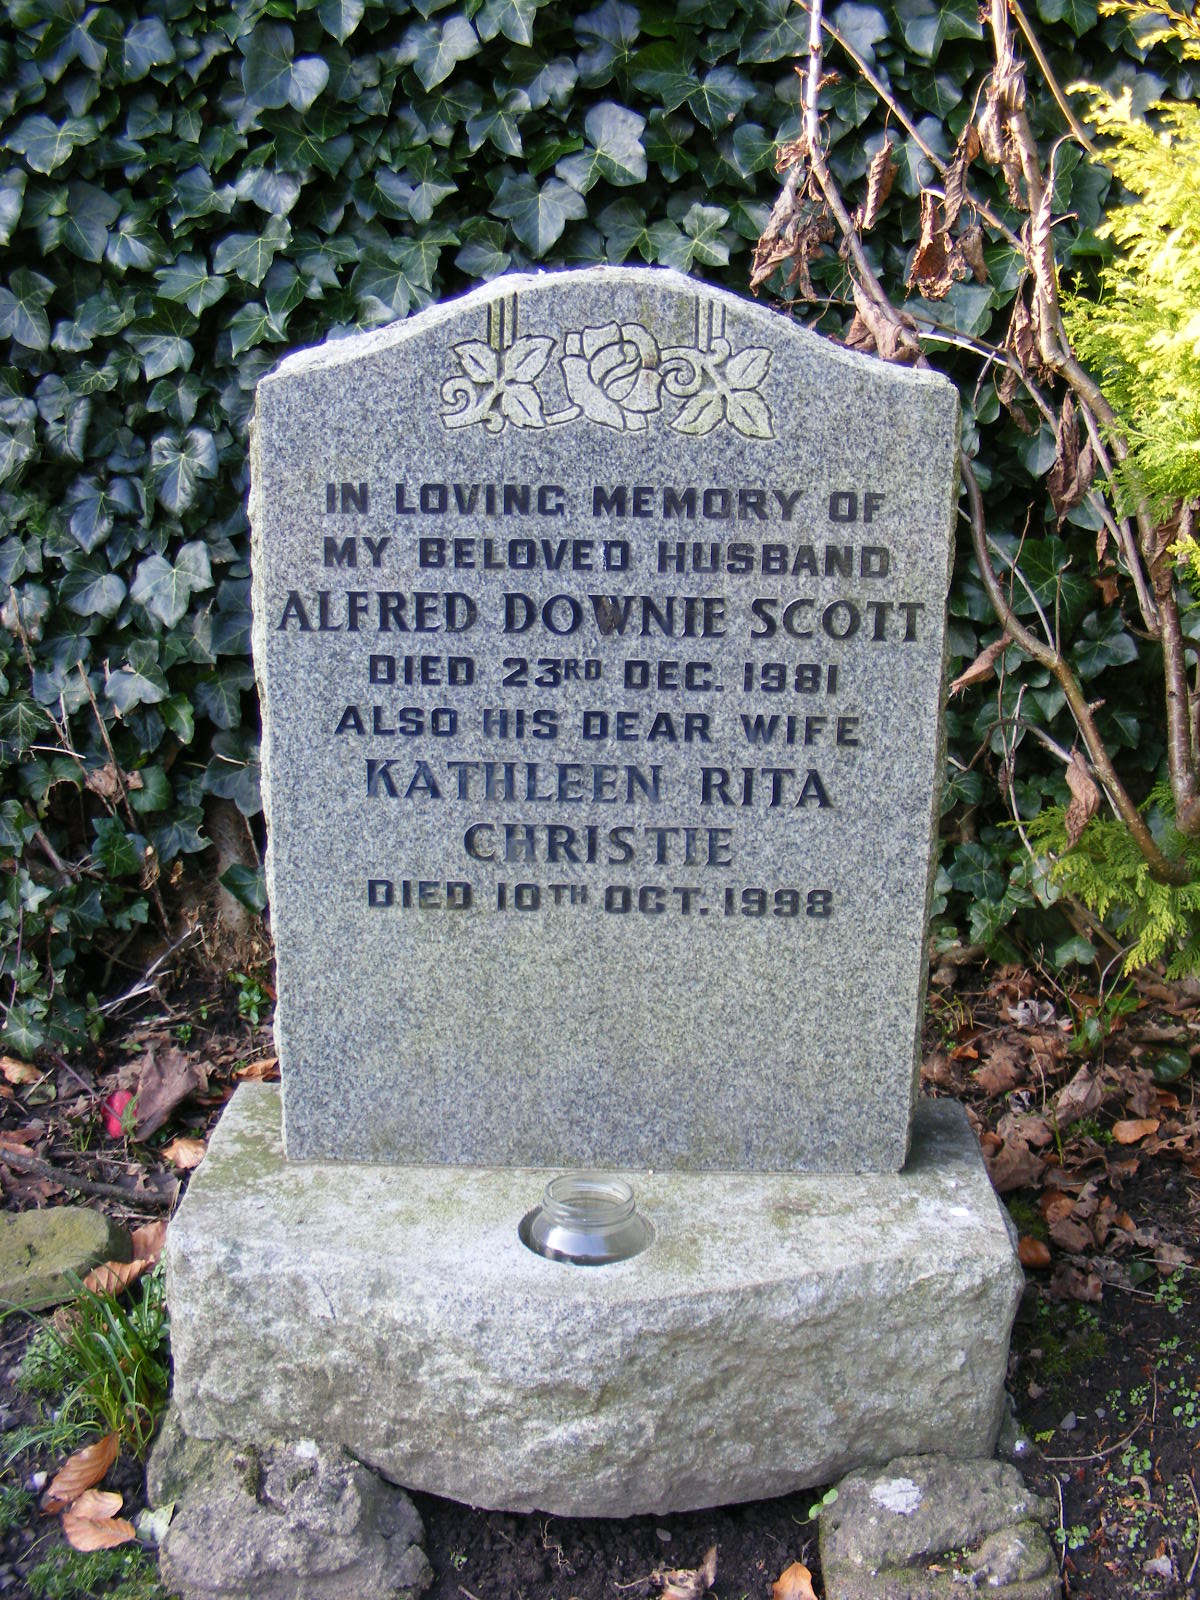 IN LOVING MEMORY OF
MY BELOVED HUSBAND
ALFRED DOWNIE SCOTT
DIED 23RD DEC. 1981
ALSO HIS DEAR WIFE
KATHLEEN RITA
CHRISTIE
DIED 10TH OCT. 1998